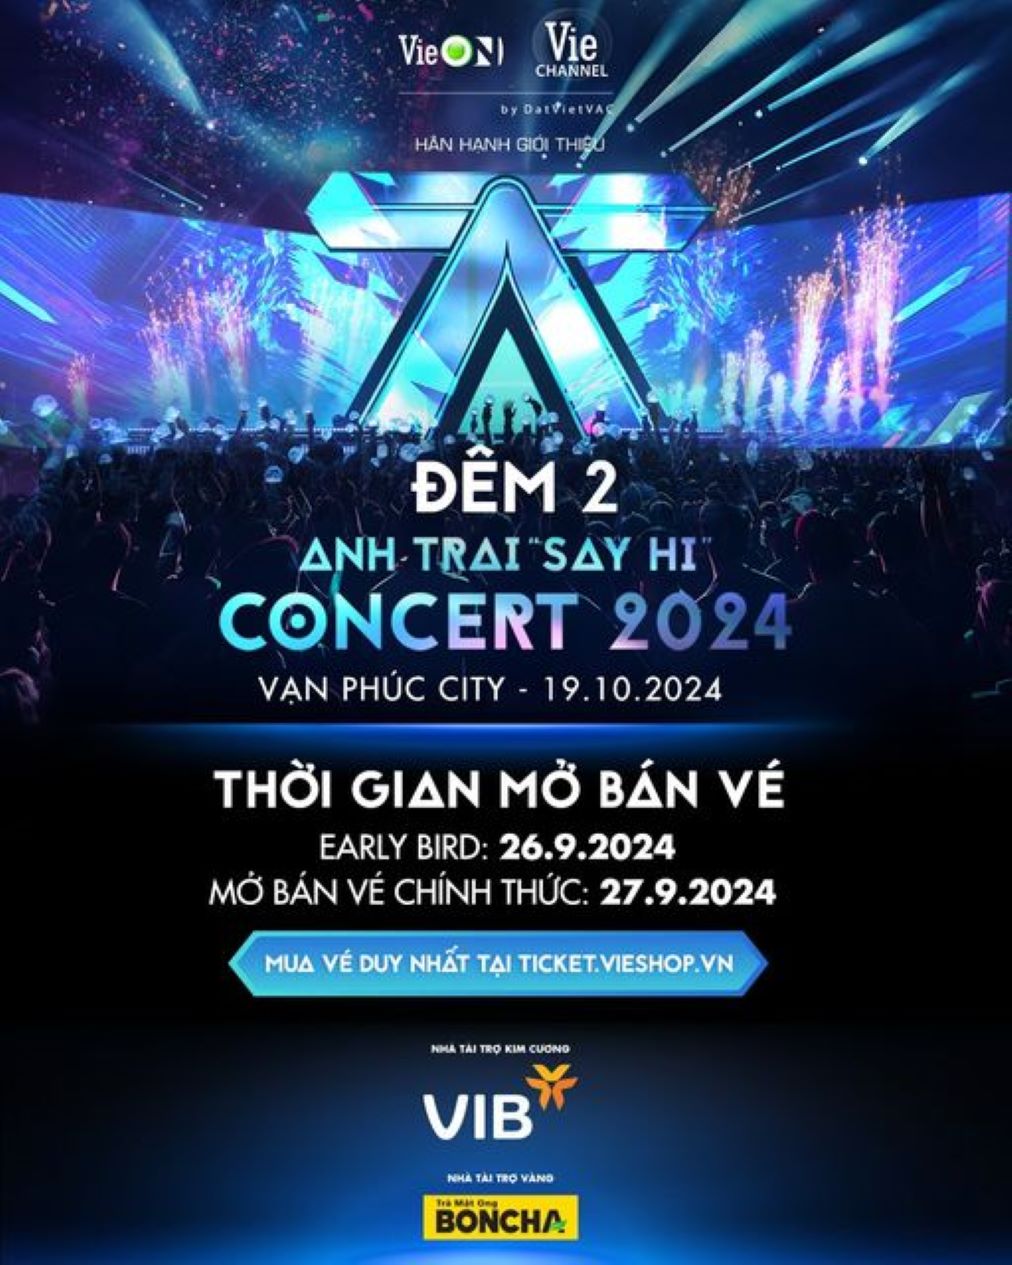 VieON
Vie
CHANNEL
by DatVietVAC
HÂN HẠNH GIỚI THIỆU
ĐÊM 2
ANH TRAI "SAY HI"
CONCERT 2024
VẠN PHÚC CITY - 19.10.2024
THỜI GIAN MỞ BÁN VÉ
EARLY BIRD: 26.9.2024
MỞ BÁN VÉ CHÍNH THỨC: 27.9.2024
MUA VÉ DUY NHẤT TẠI TICKET.VIESHOP.VN
NHÀ TÀI TRỢ KIM CƯƠNG
VIB
NHÀ TÀI TRỢ VÀNG
Trà Mật Ong
BONCHA